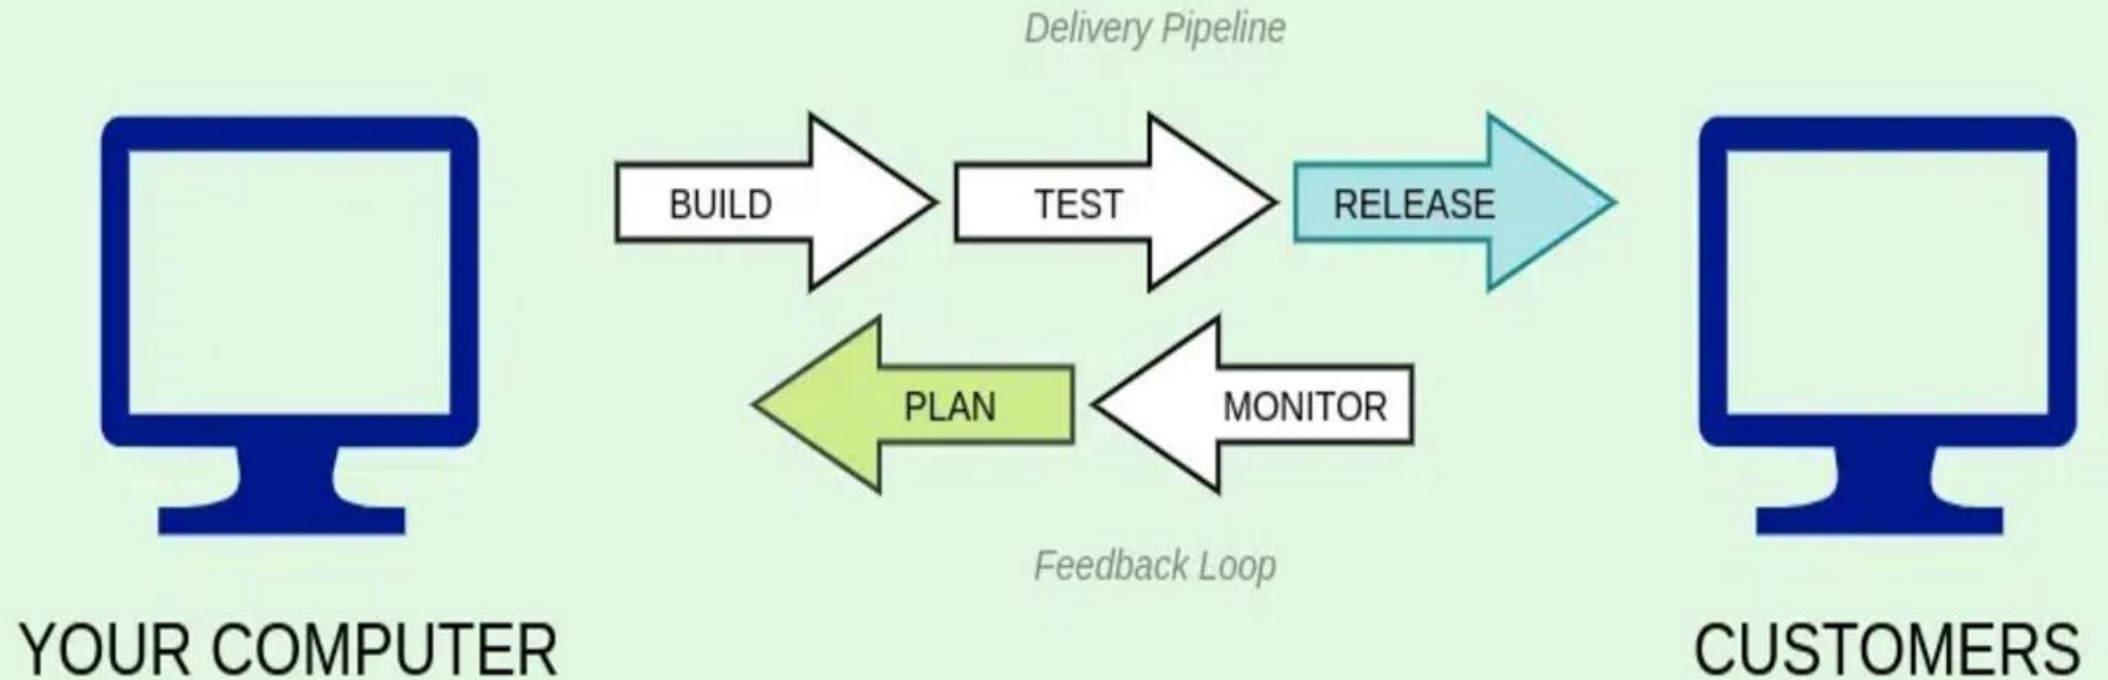 Delivery Pipeline
BUILD
TEST
RELEASE
PLAN
MONITOR
Feedback Loop
YOUR COMPUTER
CUSTOMERS